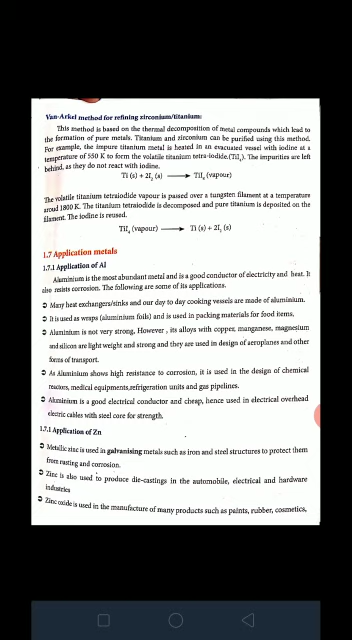 Van-Arkel method for refining zirconium/titanium:
This method is based on the thermal decomposition of metal compounds which lead to
the formation of pure metals. Titanium and zirconium can be purified using this method.
For example, the impure titanium metal is heated in an evacuated vessel with iodine at a
temperature of 550 K to form the volatile titanium tetra-iodide.(TiI₄). The impurities are left
behind, as they do not react with iodine.
Ti (s) + 2I₂ (s) ⟶ TiI₄ (vapour)
The volatile titanium tetraiodide vapour is passed over a tungsten filament at a temperature
aroud 1800 K. The titanium tetraiodide is decomposed and pure titanium is deposited on the
filament. The iodine is reused.
TiI₄ (vapour) ⟶ Ti (s) + 2I₂ (s)
1.7 Application metals
1.7.1 Application of Al
Aluminium is the most abundant metal and is a good conductor of electricity and heat. It
also resists corrosion. The following are some of its applications.
➲ Many heat exchangers/sinks and our day to day cooking vessels are made of aluminium.
➲ It is used as wraps (aluminium foils) and is used in packing materials for food items,
➲ Aluminium is not very strong, However , its alloys with copper, manganese, magnesium
and silicon are light weight and strong and they are used in design of aeroplanes and other
forms of transport.
➲ As Aluminium shows high resistance to corrosion, it is used in the design of chemical
reactors, medical equipments,refrigeration units and gas pipelines.
➲ Aluminium is a good electrical conductor and cheap, hence used in electrical overhead
electric cables with steel core for strength.
1.7.1 Application of Zn
➲ Metallic zinc is used in galvanising metals such as iron and steel structures to protect them
from rusting and corrosion.
➲ Zinc is also used to produce die-castings in the automobile, electrical and hardware
industries
➲ Zinc oxide is used in the manufacture of many products such as paints, rubber, cosmetics,